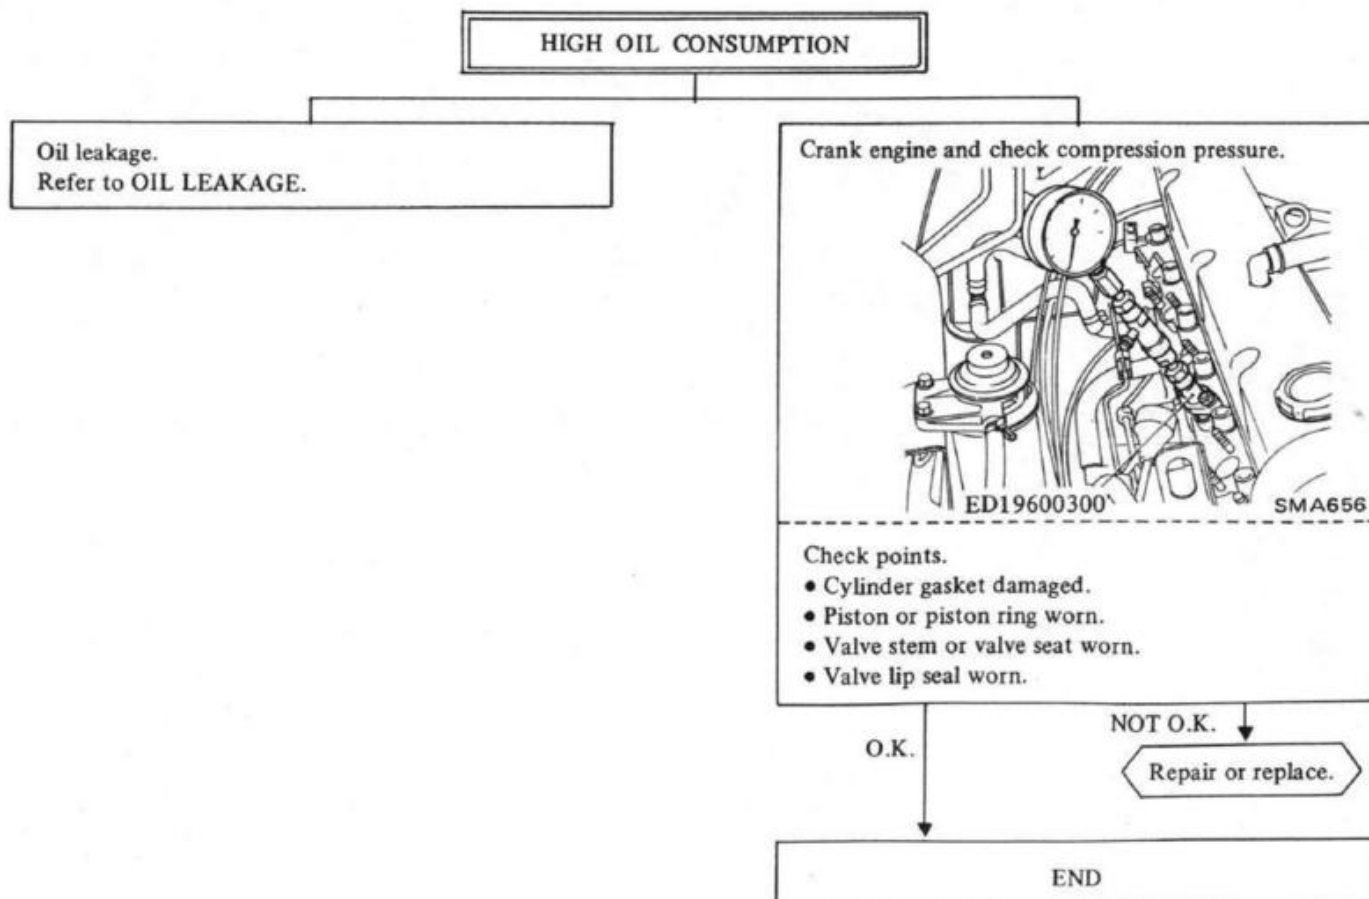 HIGH OIL CONSUMPTION
Oil leakage.
Refer to OIL LEAKAGE.
Crank engine and check compression pressure.
ED19600300
SMA656
Check points.
• Cylinder gasket damaged.
• Piston or piston ring worn.
• Valve stem or valve seat worn.
• Valve lip seal worn.
O.K.
NOT O.K.
Repair or replace.
END